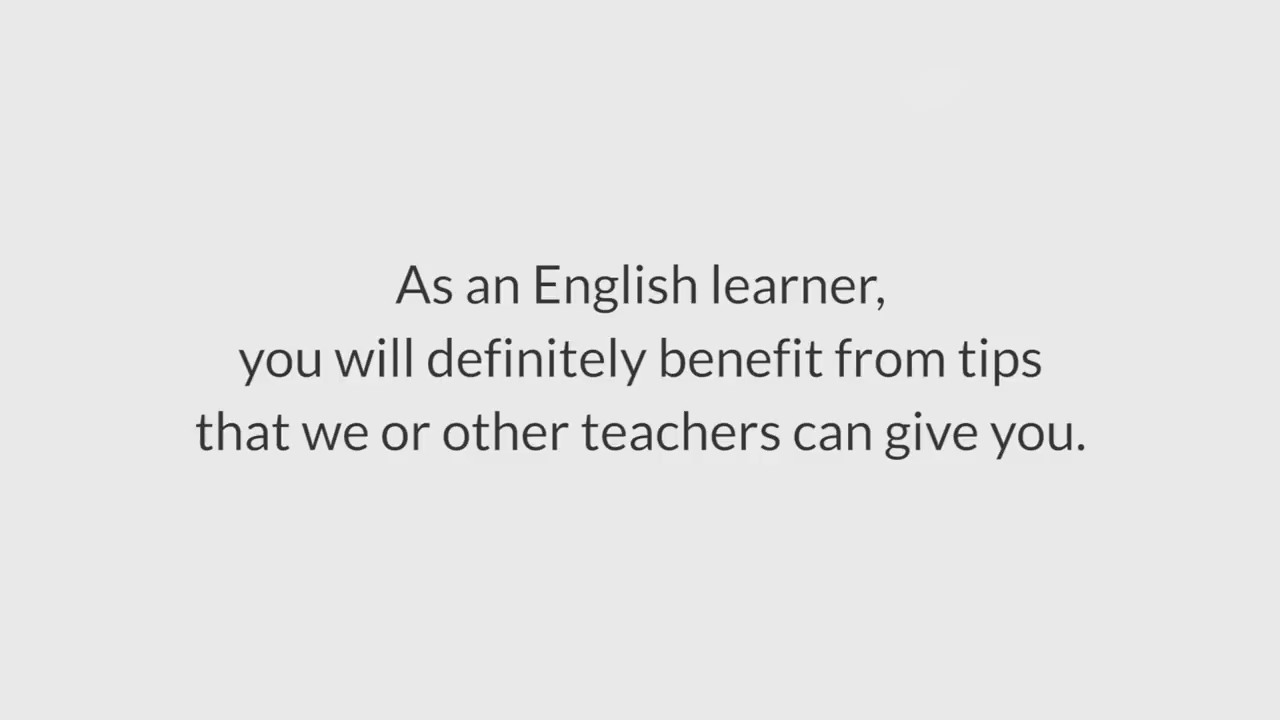 As an English learner,
you will definitely benefit from tips
that we or other teachers can give you.